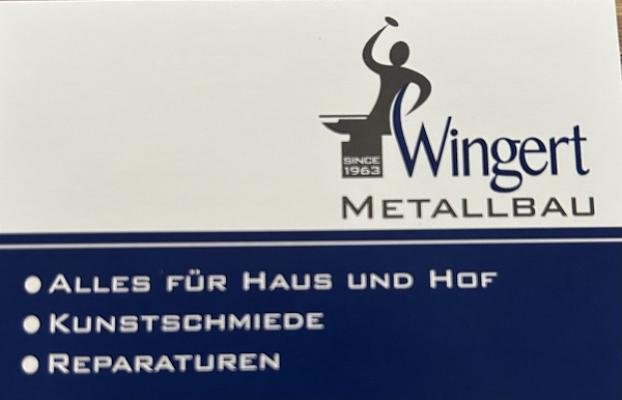 SINCE
1963
Wingert
METALLBAU
ALLES FÜR HAUS UND HOF
KUNSTSCHMIEDE
REPARATUREN